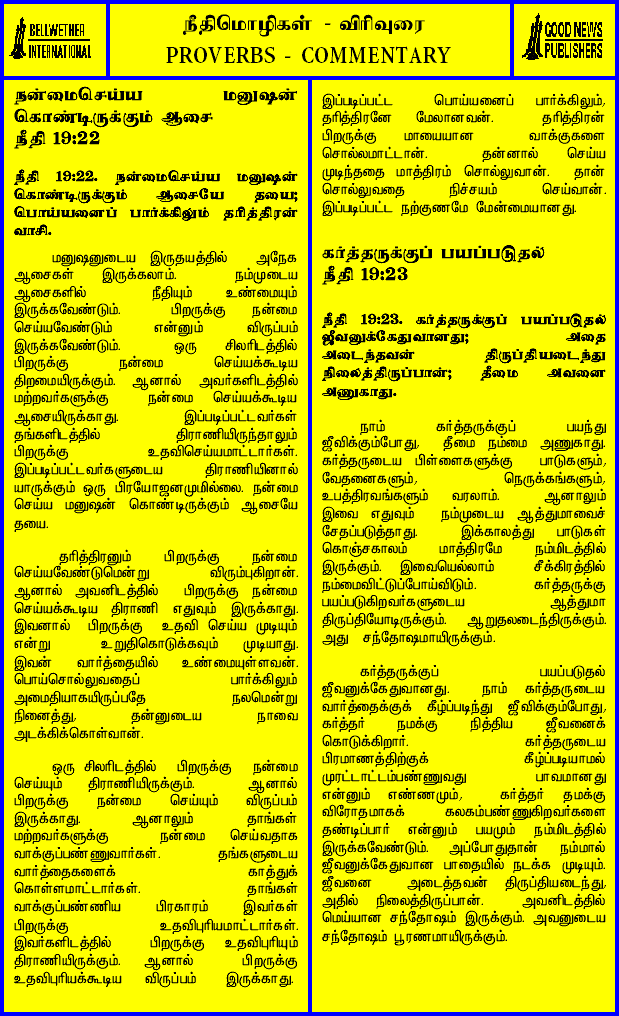 BELLWETHER
INTERNATIONAL
நீதிமொழிகள் - விரிவுரை
PROVERBS - COMMENTARY
GOOD NEWS
PUBLISHERS
நன்மைசெய்ய மனுஷன்
கொண்டிருக்கும் ஆசை
நீதி 19:22
நீதி 19:22. நன்மைசெய்ய மனுஷன்
கொண்டிருக்கும் ஆசையே தயை;
பொய்யனைப் பார்க்கிலும் தரித்திரன்
வாசி.
மனுஷனுடைய இருதயத்தில் அநேக
ஆசைகள் இருக்கலாம். நம்முடைய
ஆசைகளில் நீதியும் உண்மையும்
இருக்கவேண்டும். பிறருக்கு நன்மை
செய்யவேண்டும் என்னும் விருப்பம்
இருக்கவேண்டும். ஒரு சிலரிடத்தில்
பிறருக்கு நன்மை செய்யக்கூடிய
திறமையிருக்கும். ஆனால் அவர்களிடத்தில்
மற்றவர்களுக்கு நன்மை செய்யக்கூடிய
ஆசையிருக்காது. இப்படிப்பட்டவர்கள்
தங்களிடத்தில் திராணியிருந்தாலும்
பிறருக்கு உதவிசெய்யமாட்டார்கள்.
இப்படிப்பட்டவர்களுடைய திராணியினால்
யாருக்கும் ஒரு பிரயோஜனமுமில்லை. நன்மை
செய்ய மனுஷன் கொண்டிருக்கும் ஆசையே
தயை.
தரித்திரனும் பிறருக்கு நன்மை
செய்யவேண்டுமென்று விரும்புகிறான்.
ஆனால் அவனிடத்தில் பிறருக்கு நன்மை
செய்யக்கூடிய திராணி எதுவும் இருக்காது.
இவனால் பிறருக்கு உதவி செய்ய முடியும்
என்று உறுதிகொடுக்கவும் முடியாது.
இவன் வார்த்தையில் உண்மையுள்ளவன்.
பொய்சொல்லுவதைப் பார்க்கிலும்
அமைதியாகயிருப்பதே நலமென்று
நினைத்து, தன்னுடைய நாவை
அடக்கிக்கொள்வான்.
ஒரு சிலரிடத்தில் பிறருக்கு நன்மை
செய்யும் திராணியிருக்கும். ஆனால்
பிறருக்கு நன்மை செய்யும் விருப்பம்
இருக்காது. ஆனாலும் தாங்கள்
மற்றவர்களுக்கு நன்மை செய்வதாக
வாக்குப்பண்ணுவார்கள். தங்களுடைய
வார்த்தைகளைக் காத்துக்
கொள்ளமாட்டார்கள். தாங்கள்
வாக்குப்பண்ணிய பிரகாரம் இவர்கள்
பிறருக்கு உதவிபுரியமாட்டார்கள்.
இவர்களிடத்தில் பிறருக்கு உதவிபுரியும்
திராணியிருக்கும். ஆனால் பிறருக்கு
உதவிபுரியக்கூடிய விருப்பம் இருக்காது.
இப்படிப்பட்ட பொய்யனைப் பார்க்கிலும்,
தரித்திரனே மேலானவன். தரித்திரன்
பிறருக்கு மாயையான வாக்குகளை
சொல்லமாட்டான். தன்னால் செய்ய
முடிந்ததை மாத்திரம் சொல்லுவான். தான்
சொல்லுவதை நிச்சயம் செய்வான்.
இப்படிப்பட்ட நற்குணமே மேன்மையானது.
கர்த்தருக்குப் பயப்படுதல்
நீதி 19:23
நீதி 19:23. கர்த்தருக்குப் பயப்படுதல்
ஜீவனுக்கேதுவானது; அதை
அடைந்தவன் திருப்தியடைந்து
நிலைத்திருப்பான்; தீமை அவனை
அணுகாது.
நாம் கர்த்தருக்குப் பயந்து
ஜீவிக்கும்போது, தீமை நம்மை அணுகாது.
கர்த்தருடைய பிள்ளைகளுக்கு பாடுகளும்,
வேதனைகளும், நெருக்கங்களும்,
உபத்திரவங்களும் வரலாம். ஆனாலும்
இவை எதுவும் நம்முடைய ஆத்துமாவைச்
சேதப்படுத்தாது. இக்காலத்து பாடுகள்
கொஞ்சகாலம் மாத்திரமே நம்மிடத்தில்
இருக்கும். இவையெல்லாம் சீக்கிரத்தில்
நம்மைவிட்டுப்போய்விடும். கர்த்தருக்கு
பயப்படுகிறவர்களுடைய ஆத்துமா
திருப்தியோடிருக்கும். ஆறுதலடைந்திருக்கும்.
அது சந்தோஷமாயிருக்கும்.
கர்த்தருக்குப் பயப்படுதல்
ஜீவனுக்கேதுவானது. நாம் கர்த்தருடைய
வார்த்தைக்குக் கீழ்ப்படிந்து ஜீவிக்கும்போது,
கர்த்தர் நமக்கு நித்திய ஜீவனைக்
கொடுக்கிறார். கர்த்தருடைய
பிரமாணத்திற்குக் கீழ்ப்படியாமல்
முரட்டாட்டம்பண்ணுவது பாவமானது
என்னும் எண்ணமும், கர்த்தர் தமக்கு
விரோதமாகக் கலகம்பண்ணுகிறவர்களை
தண்டிப்பார் என்னும் பயமும் நம்மிடத்தில்
இருக்கவேண்டும். அப்போதுதான் நம்மால்
ஜீவனுக்கேதுவான பாதையில் நடக்க முடியும்.
ஜீவனை அடைத்தவன் திருப்தியடைந்து,
அதில் நிலைத்திருப்பான். அவனிடத்தில்
மெய்யான சந்தோஷம் இருக்கும். அவனுடைய
சந்தோஷம் பூரணமாயிருக்கும்.